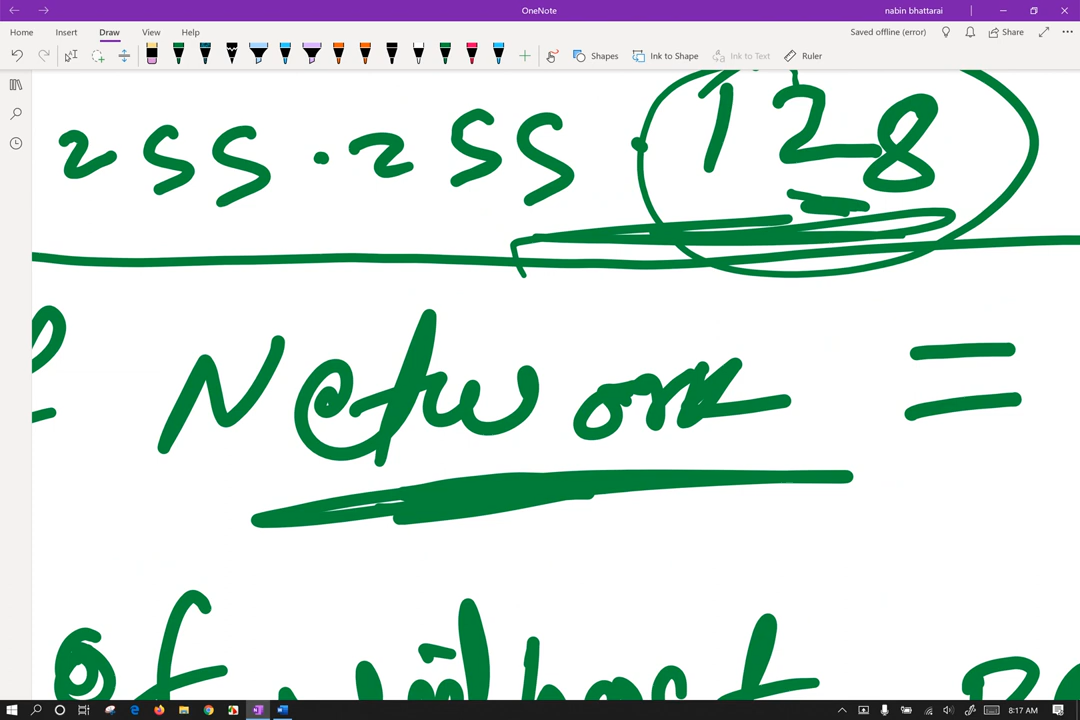 OneNote
nabin bhattarai
Home Insert Draw View Help
Saved offline (error) Share
Shapes Ink to Shape Ink to Text Ruler
255.255.128
Network =
of
8:17 AM